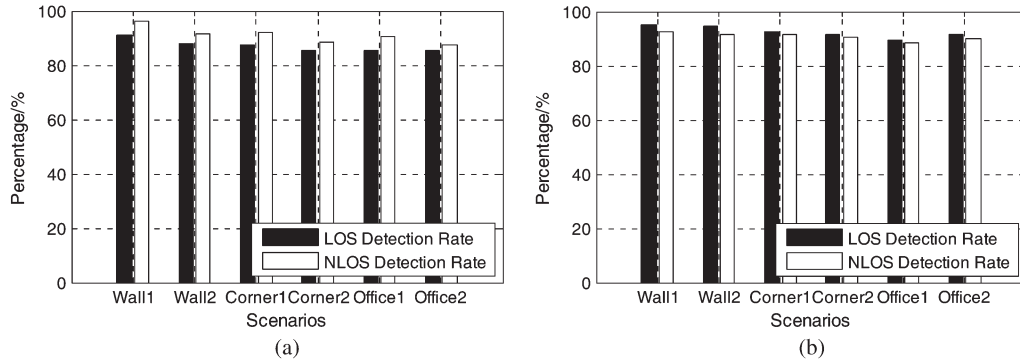 100
80
60
40
20
0
Percentage/%
LOS Detection Rate
NLOS Detection Rate
Wall1 Wall2 Corner1 Corner2 Office1 Office2
Scenarios
(a)
100
80
60
40
20
0
Percentage/%
LOS Detection Rate
NLOS Detection Rate
Wall1 Wall2 Corner1 Corner2 Office1 Office2
Scenarios
(b)